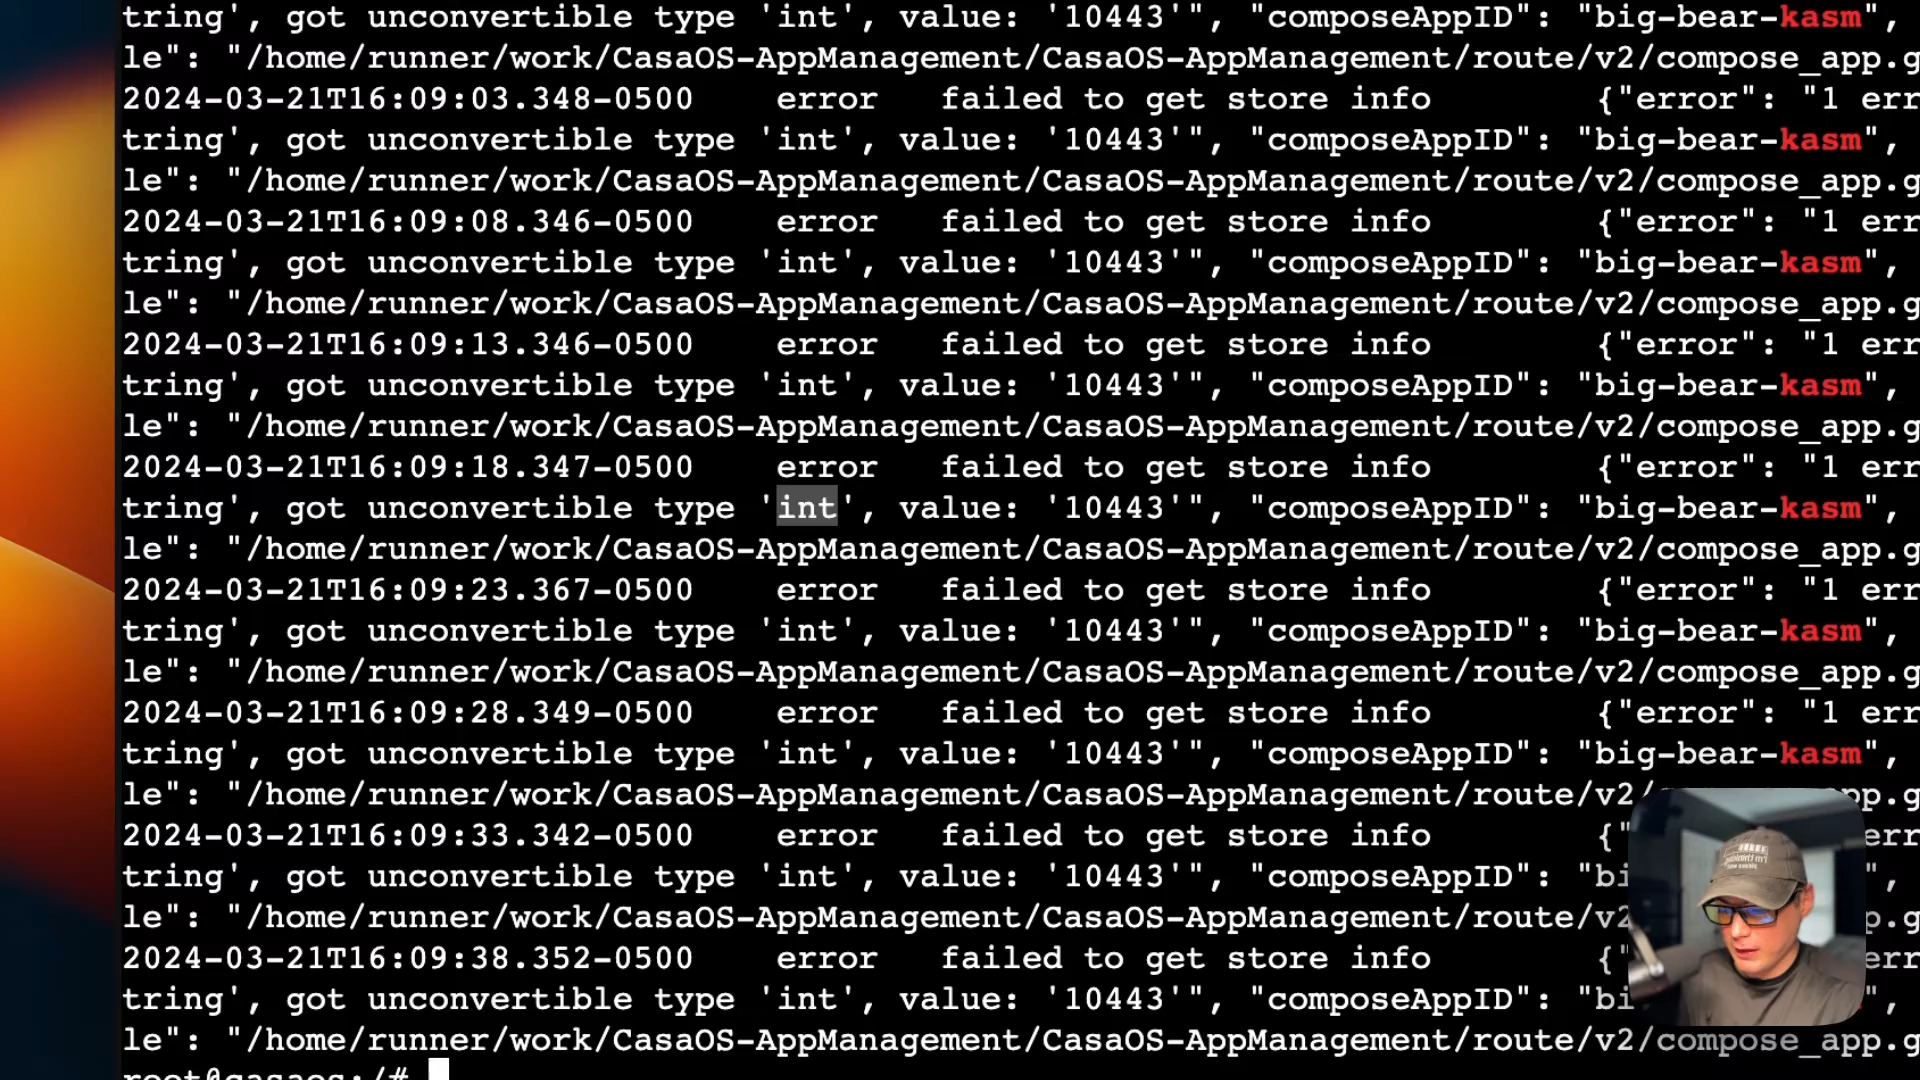 tring', got unconvertible type 'int', value: '10443'", "composeAppID": "big-bear-kasm",
le": "/home/runner/work/CasaOS-AppManagement/CasaOS-AppManagement/route/v2/compose_app.g
2024-03-21T16:09:03.348-0500 error failed to get store info {"error": "1 err
tring', got unconvertible type 'int', value: '10443'", "composeAppID": "big-bear-kasm",
le": "/home/runner/work/CasaOS-AppManagement/CasaOS-AppManagement/route/v2/compose_app.g
2024-03-21T16:09:08.346-0500 error failed to get store info {"error": "1 err
tring', got unconvertible type 'int', value: '10443'", "composeAppID": "big-bear-kasm",
le": "/home/runner/work/CasaOS-AppManagement/CasaOS-AppManagement/route/v2/compose_app.g
2024-03-21T16:09:13.346-0500 error failed to get store info {"error": "1 err
tring', got unconvertible type 'int', value: '10443'", "composeAppID": "big-bear-kasm",
le": "/home/runner/work/CasaOS-AppManagement/CasaOS-AppManagement/route/v2/compose_app.g
2024-03-21T16:09:18.347-0500 error failed to get store info {"error": "1 err
tring', got unconvertible type 'int', value: '10443'", "composeAppID": "big-bear-kasm",
le": "/home/runner/work/CasaOS-AppManagement/CasaOS-AppManagement/route/v2/compose_app.g
2024-03-21T16:09:23.367-0500 error failed to get store info {"error": "1 err
tring', got unconvertible type 'int', value: '10443'", "composeAppID": "big-bear-kasm",
le": "/home/runner/work/CasaOS-AppManagement/CasaOS-AppManagement/route/v2/compose_app.g
2024-03-21T16:09:28.349-0500 error failed to get store info {"error": "1 err
tring', got unconvertible type 'int', value: '10443'", "composeAppID": "big-bear-kasm",
le": "/home/runner/work/CasaOS-AppManagement/CasaOS-AppManagement/route/v2/ pp.g
2024-03-21T16:09:33.342-0500 error failed to get store info {" err
tring', got unconvertible type 'int', value: '10443'", "composeAppID": "bi ",
le": "/home/runner/work/CasaOS-AppManagement/CasaOS-AppManagement/route/v2 p.g
2024-03-21T16:09:38.352-0500 error failed to get store info {" err
tring', got unconvertible type 'int', value: '10443'", "composeAppID": "bi ",
le": "/home/runner/work/CasaOS-AppManagement/CasaOS-AppManagement/route/v2/compose_app.g
root@casaos:/#